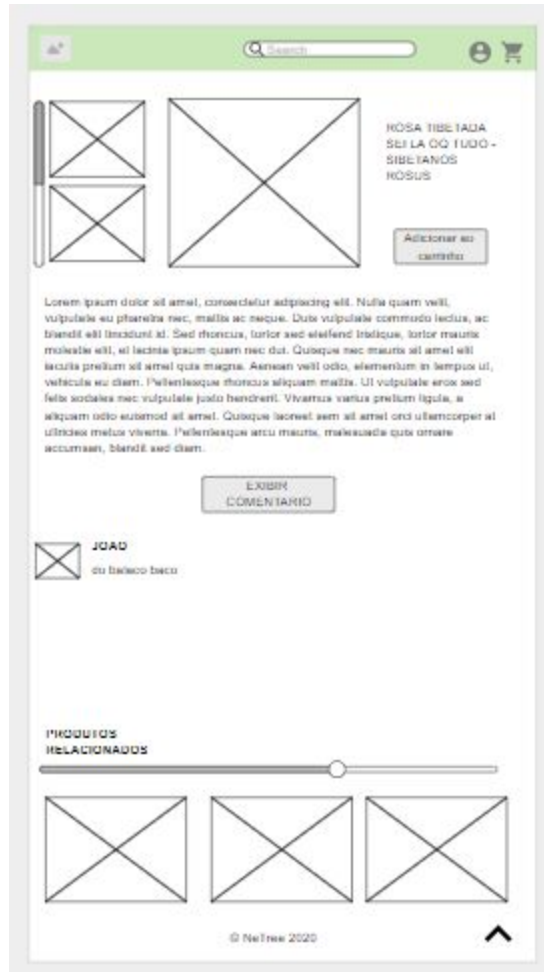 Search
ROSA TIBETADA
SEI LA OQ TUDO -
SIBETANOS
ROSUS
Adicionar ao
carrinho
Lorem ipsum dolor sit amet, consectetur adipiscing elit. Nulla quam velit,
vulputate eu pharetra nec, mattis ac neque. Duis vulputate commodo lectus, ac
blandit elit tincidunt id. Sed rhoncus, tortor sed eleifend tristique, tortor mauris
molestie elit, et lacinia ipsum quam nec dui. Quisque nec mauris sit amet elit
iaculis pretium sit amet quis magna. Aenean velit odio, elementum in tempus ut,
vehicula eu diam. Pellentesque rhoncus aliquam mattis. Ut vulputate eros sed
felis sodales nec vulputate justo hendrerit. Vivamus varius pretium ligula, a
aliquam odio euismod sit amet. Quisque laoreet sem sit amet orci ullamcorper at
ultricies metus viverra. Pellentesque arcu mauris, malesuada quis ornare
accumsan, blandit sed diam.
EXIBIR
COMENTARIO
JOAO
do balaco baco
PRODUTOS
RELACIONADOS
© NeTree 2020